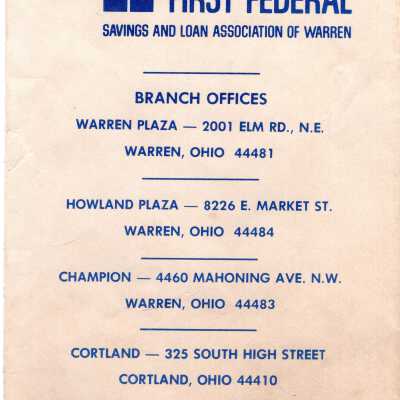 FIRST FEDERAL
SAVINGS AND LOAN ASSOCIATION OF WARREN
BRANCH OFFICES
WARREN PLAZA — 2001 ELM RD., N.E.
WARREN, OHIO 44481
HOWLAND PLAZA — 8226 E. MARKET ST.
WARREN, OHIO 44484
CHAMPION — 4460 MAHONING AVE. N.W.
WARREN, OHIO 44483
CORTLAND — 325 SOUTH HIGH STREET
CORTLAND, OHIO 44410